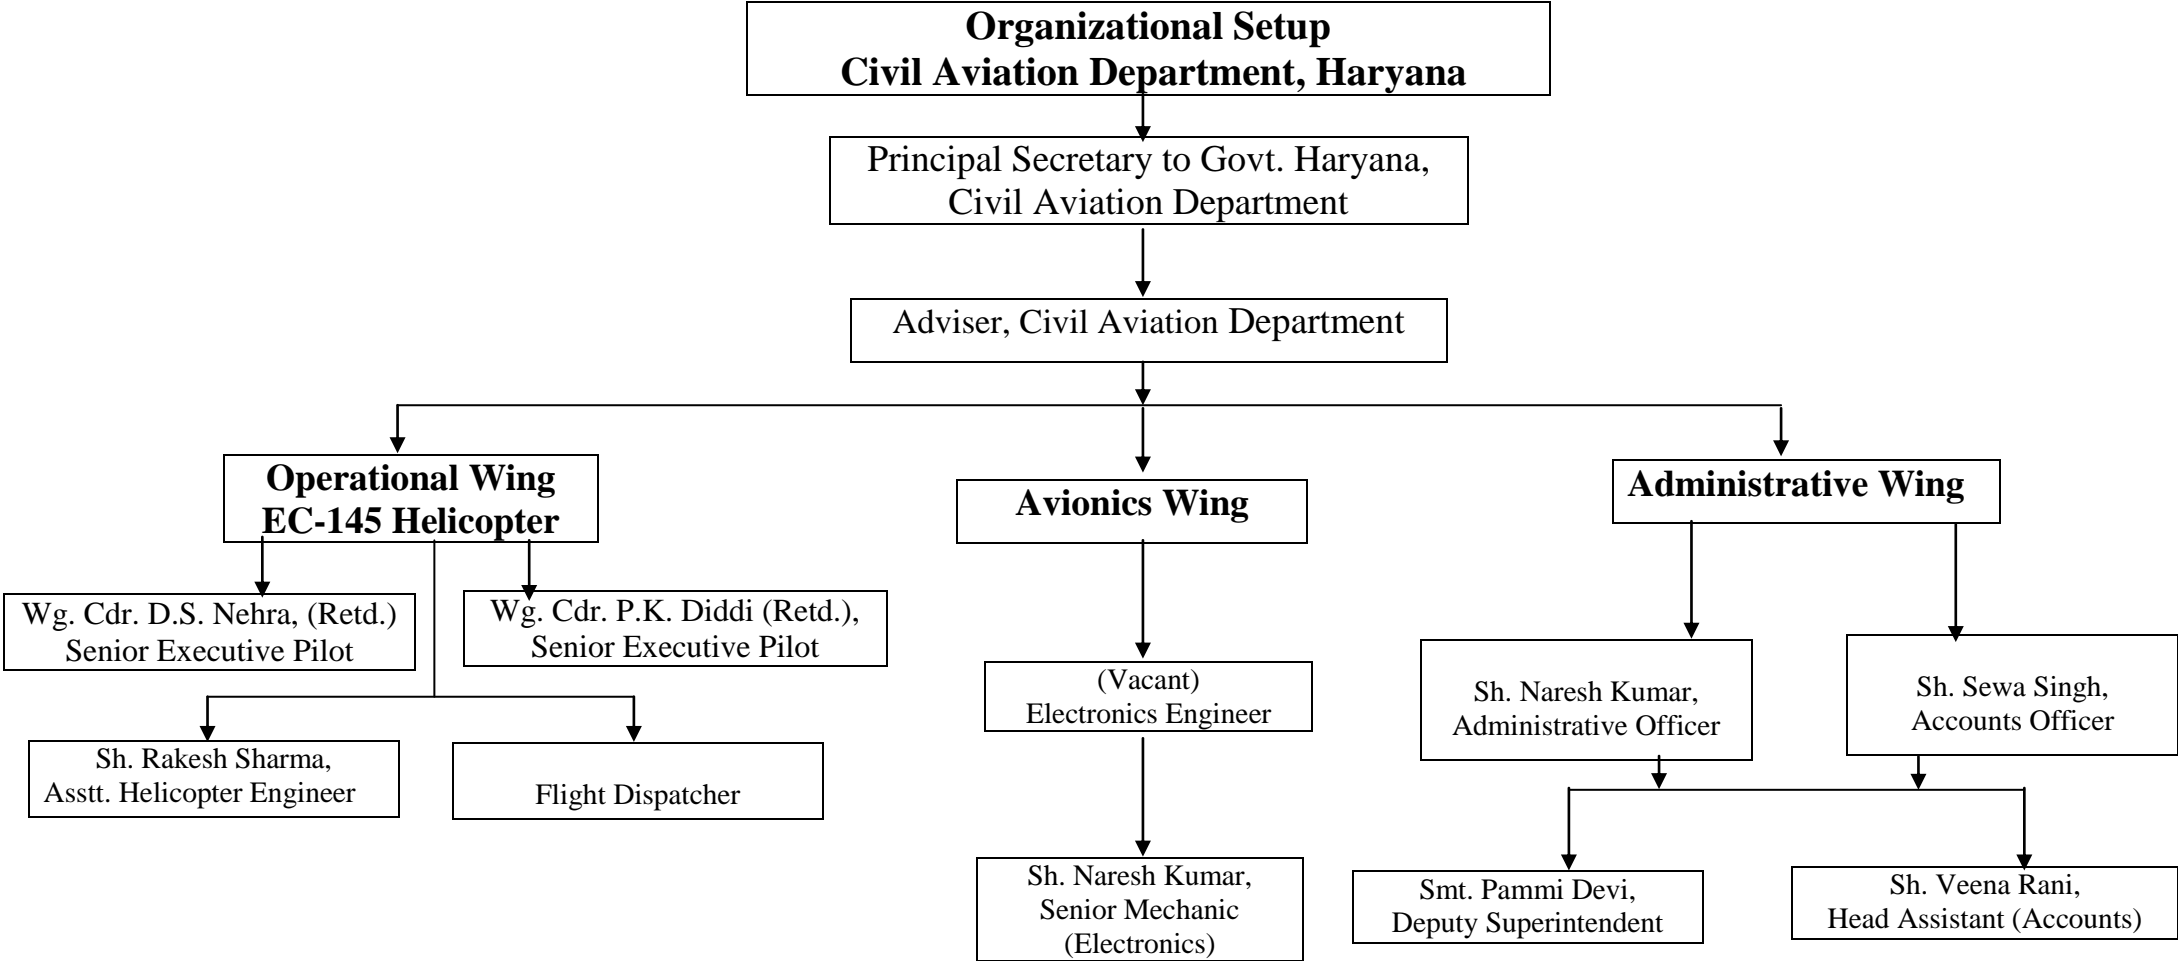 Organizational Setup
Civil Aviation Department, Haryana
Principal Secretary to Govt. Haryana,
Civil Aviation Department
Adviser, Civil Aviation Department
Operational Wing
EC-145 Helicopter
Avionics Wing
Administrative Wing
Wg. Cdr. D.S. Nehra, (Retd.)
Senior Executive Pilot
Wg. Cdr. P.K. Diddi (Retd.),
Senior Executive Pilot
(Vacant)
Electronics Engineer
Sh. Naresh Kumar,
Administrative Officer
Sh. Sewa Singh,
Accounts Officer
Sh. Rakesh Sharma,
Asstt. Helicopter Engineer
Flight Dispatcher
Sh. Naresh Kumar,
Senior Mechanic
(Electronics)
Smt. Pammi Devi,
Deputy Superintendent
Sh. Veena Rani,
Head Assistant (Accounts)